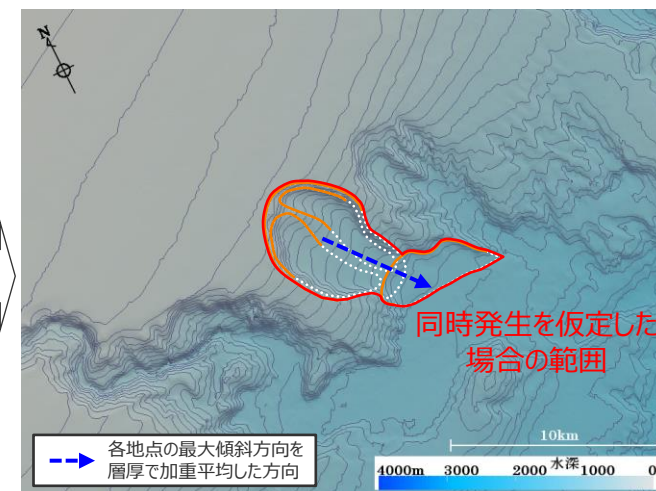 N
同時発生を仮定した
場合の範囲
各地点の最大傾斜方向を
層厚で加重平均した方向
10km
4000m 3000 2000 水深 1000 0